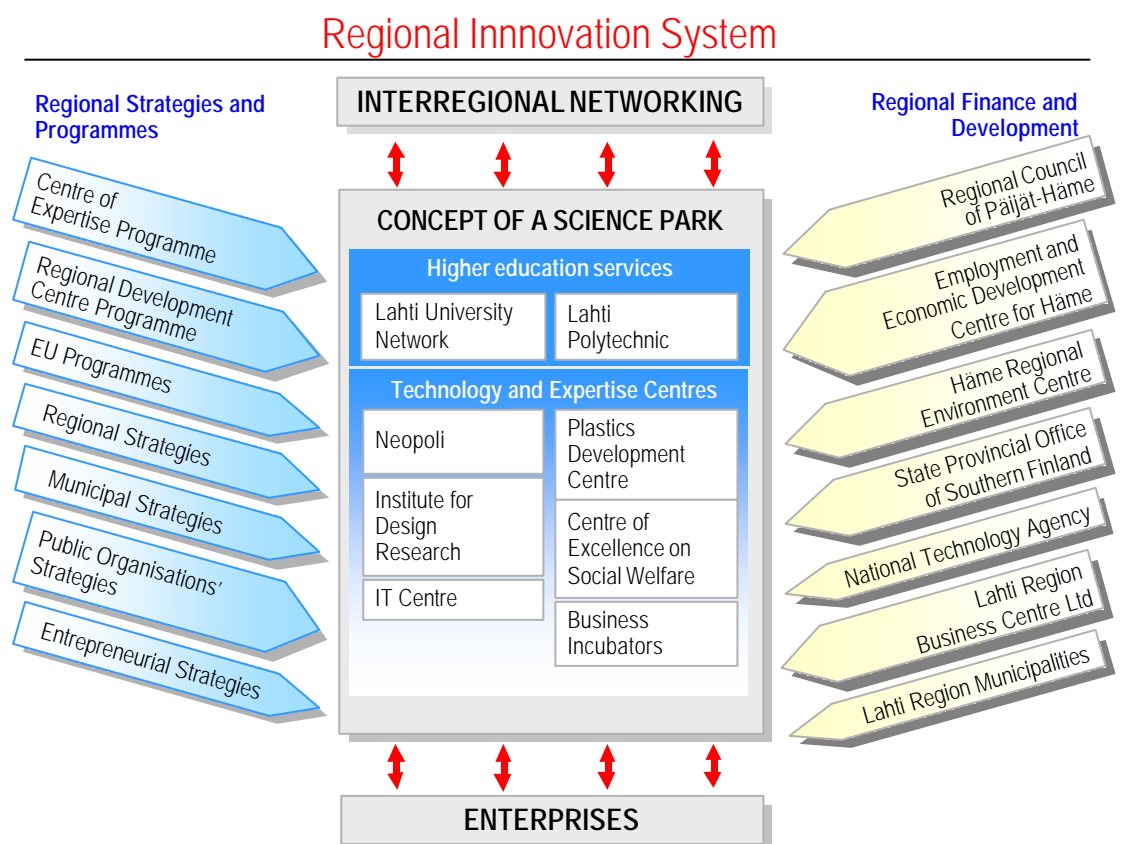 Regional Innnovation System
Regional Strategies and
Programmes
Centre of
Expertise Programme
Regional Development
Centre Programme
EU Programmes
Regional Strategies
Municipal Strategies
Public Organisations’
Strategies
Entrepreneurial Strategies
INTERREGIONAL NETWORKING
CONCEPT OF A SCIENCE PARK
Higher education services
Lahti University
Network
Lahti
Polytechnic
Technology and Expertise Centres
Neopoli
Institute for
Design
Research
IT Centre
Plastics
Development
Centre
Centre of
Excellence on
Social Welfare
Business
Incubators
ENTERPRISES
Regional Finance and
Development
Regional Council
of Päijät-Häme
Employment and
Economic Development
Centre for Häme
Häme Regional
Environment Centre
State Provincial Office
of Southern Finland
National Technology Agency
Lahti Region
Business Centre Ltd
Lahti Region Municipalities